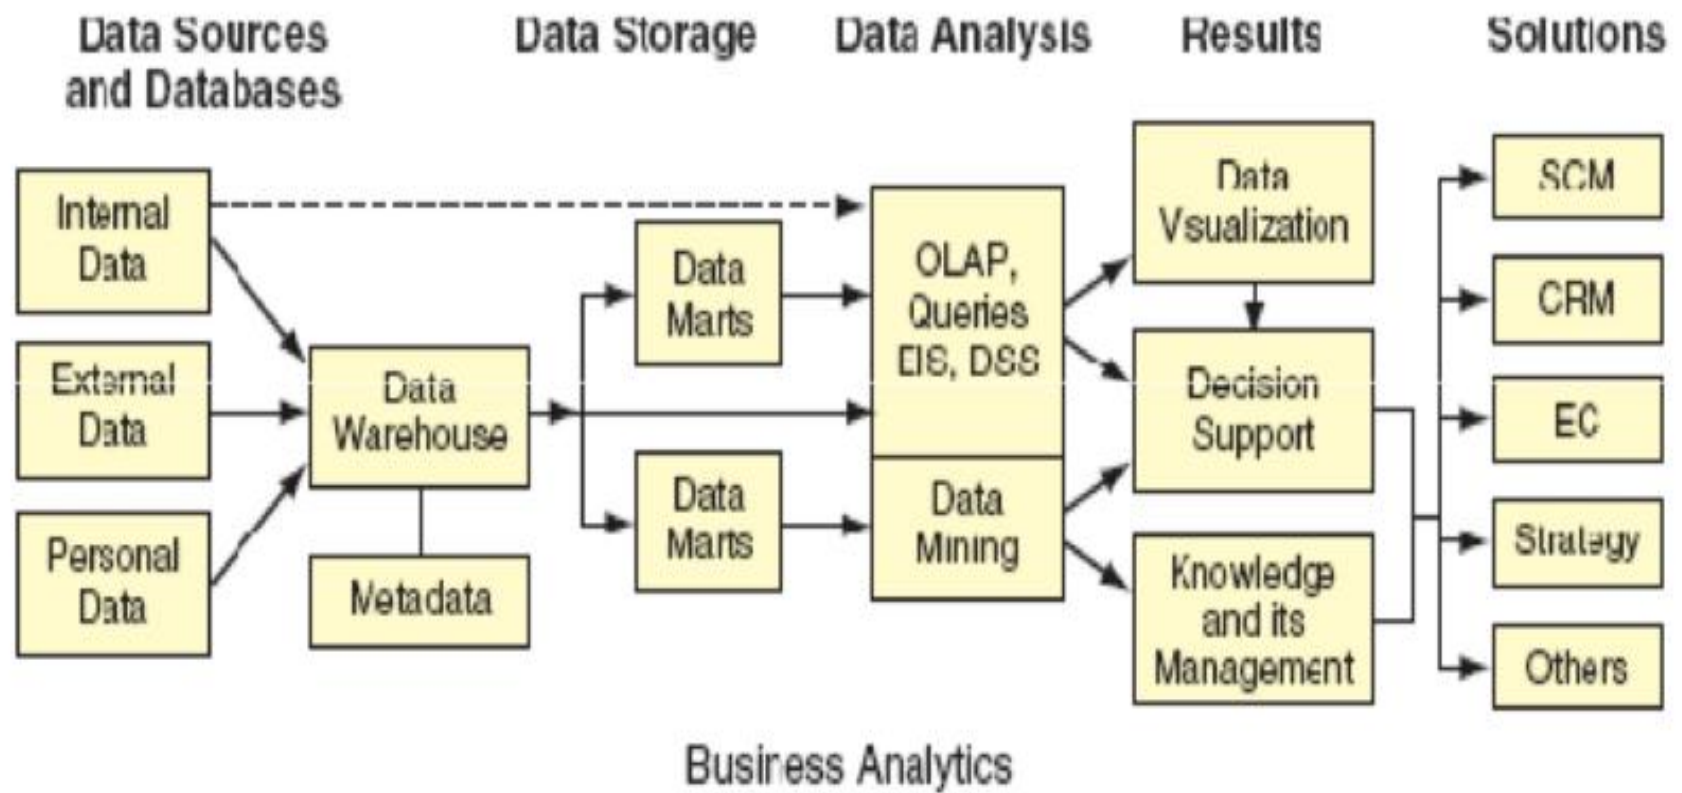 Data Sources
and Databases
Data Storage
Data Analysis
Results
Solutions
Internal
Data
External
Data
Personal
Data
Data
Warehouse
Metadata
Data
Marts
Data
Marts
OLAP,
Queries
EIS, DSS
Data
Mining
Data
Vsualization
Decision
Support
Knowledge
and its
Management
SCM
CRM
EC
Strategy
Others
Business Analytics